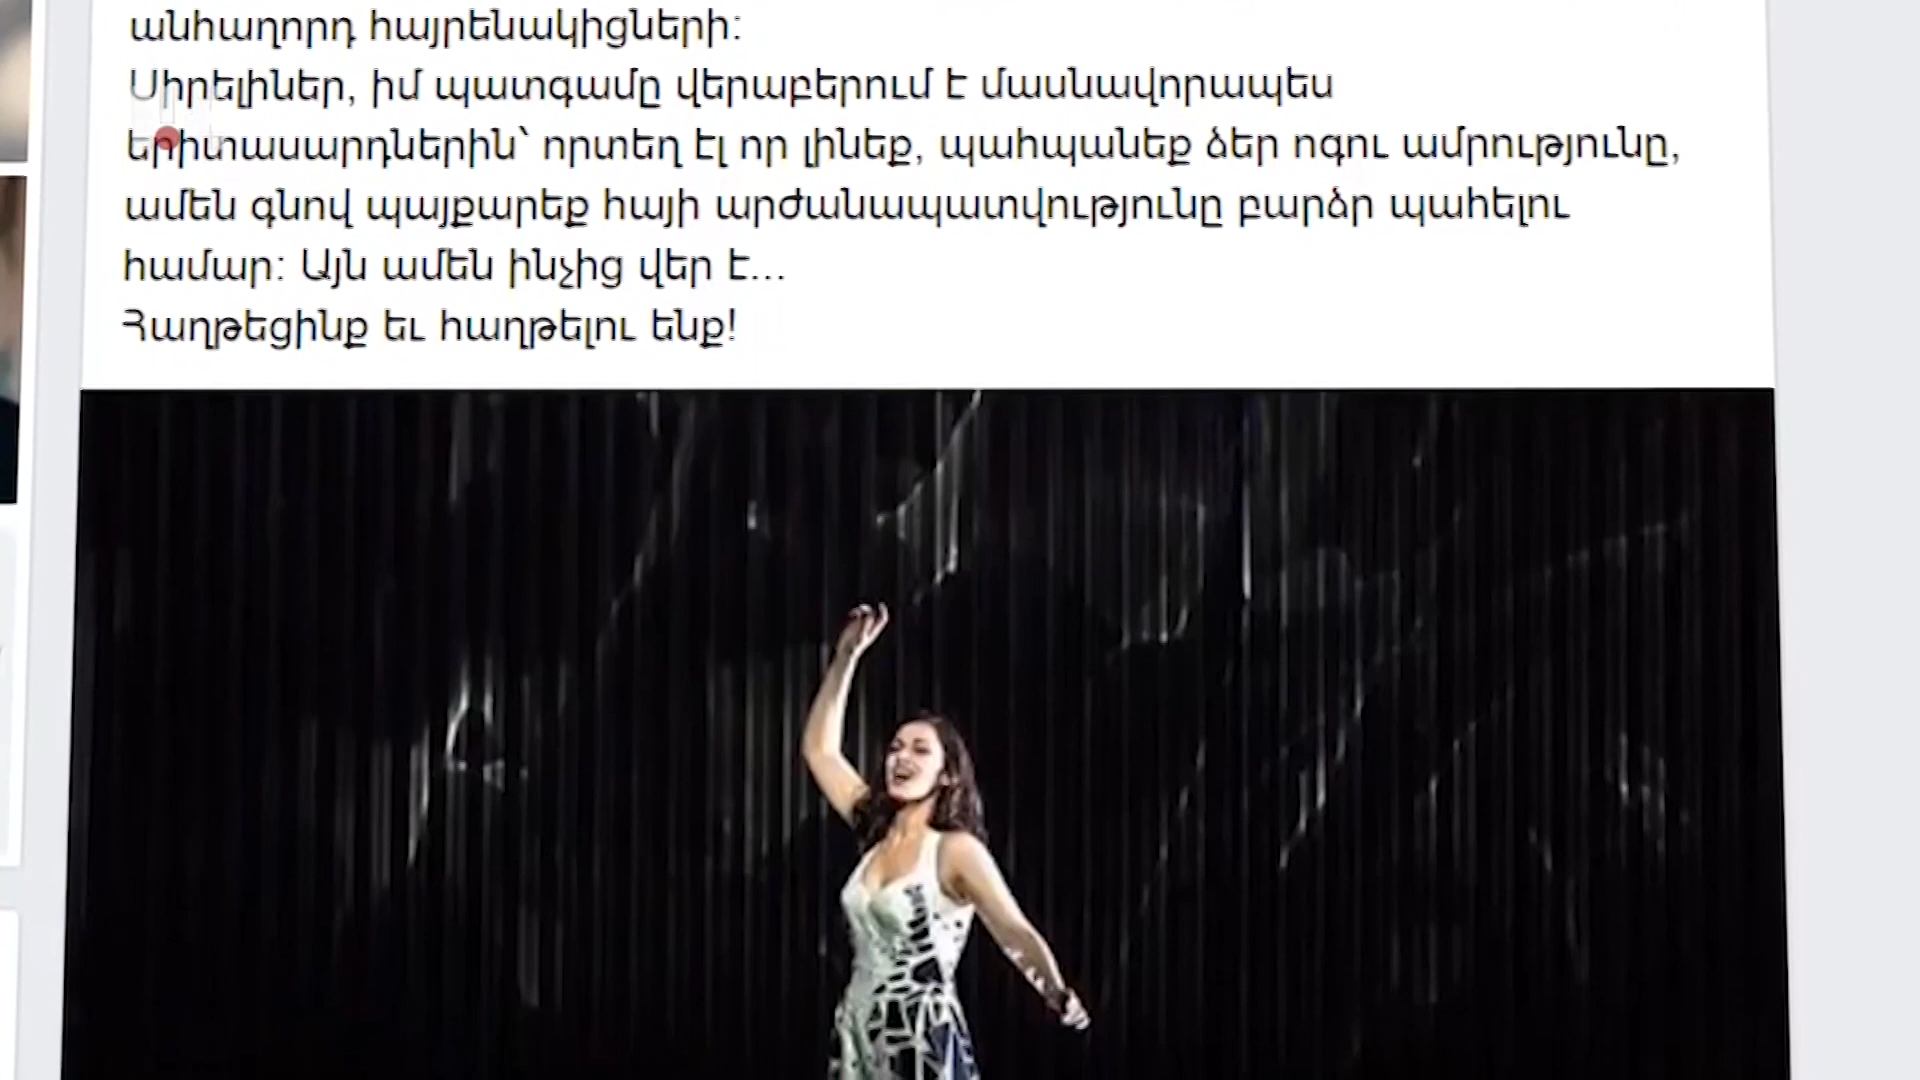 անհաղորդ հայրենակիցների:
Սիրելիներ, իմ պատգամը վերաբերում է մասնավորապես
երիտասարդներին՝ որտեղ էլ որ լինեք, պահպանեք ձեր ոգու ամրությունը,
ամեն գնով պայքարեք հայի արժանապատվությունը բարձր պահելու
համար: Այն ամեն ինչից վեր է...
Հաղթեցինք եւ հաղթելու ենք!